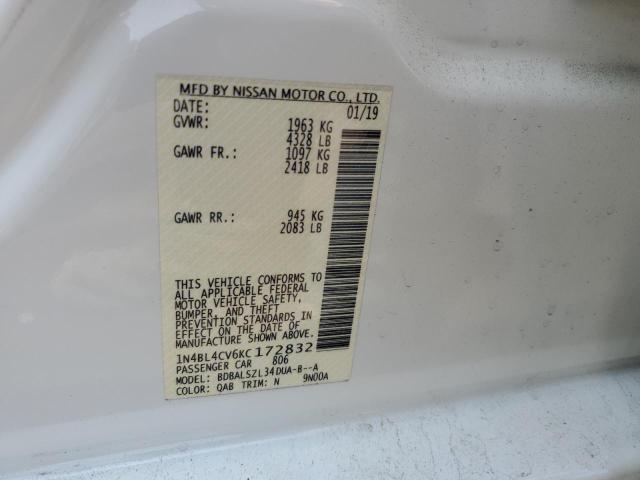 MFD BY NISSAN MOTOR CO., LTD.
DATE: 01/19
GVWR: 1963 KG
4328 LB
GAWR FR.: 1097 KG
2418 LB
GAWR RR.: 945 KG
2083 LB
THIS VEHICLE CONFORMS TO
ALL APPLICABLE FEDERAL
MOTOR VEHICLE SAFETY,
BUMPER, AND THEFT
PREVENTION STANDARDS IN
EFFECT ON THE DATE OF
MANUFACTURE SHOWN ABOVE.
1N4BL4CV6KC172832
PASSENGER CAR 806
MODEL: BDBALSZL34DUA-B--A
COLOR: QAB TRIM: N 9N00A